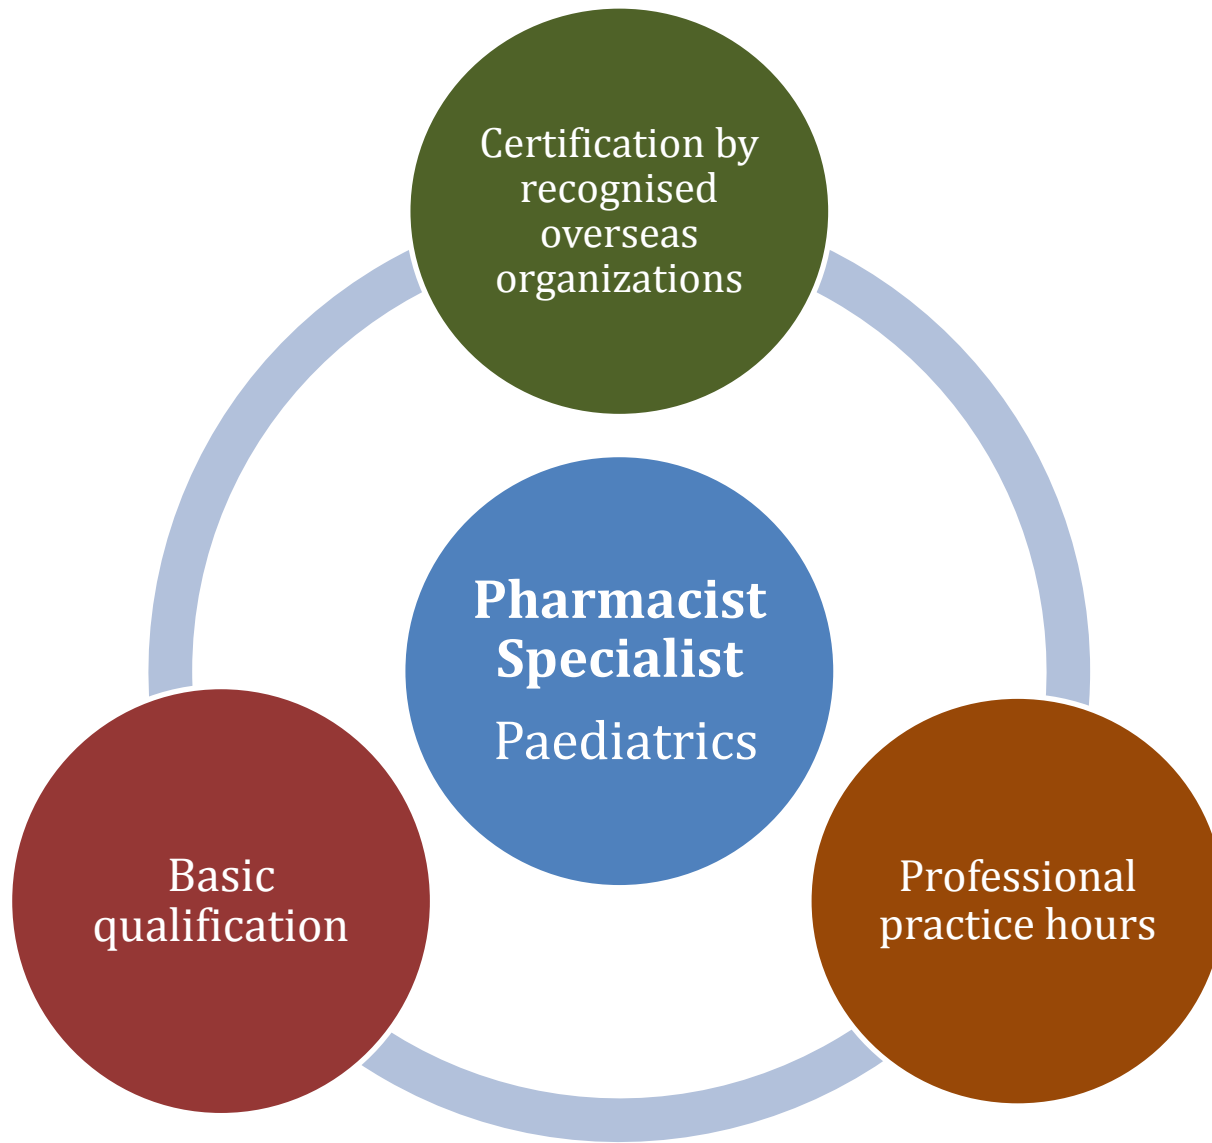 Certification by
recognised
overseas
organizations
Pharmacist
Specialist
Paediatrics
Basic
qualification
Professional
practice hours